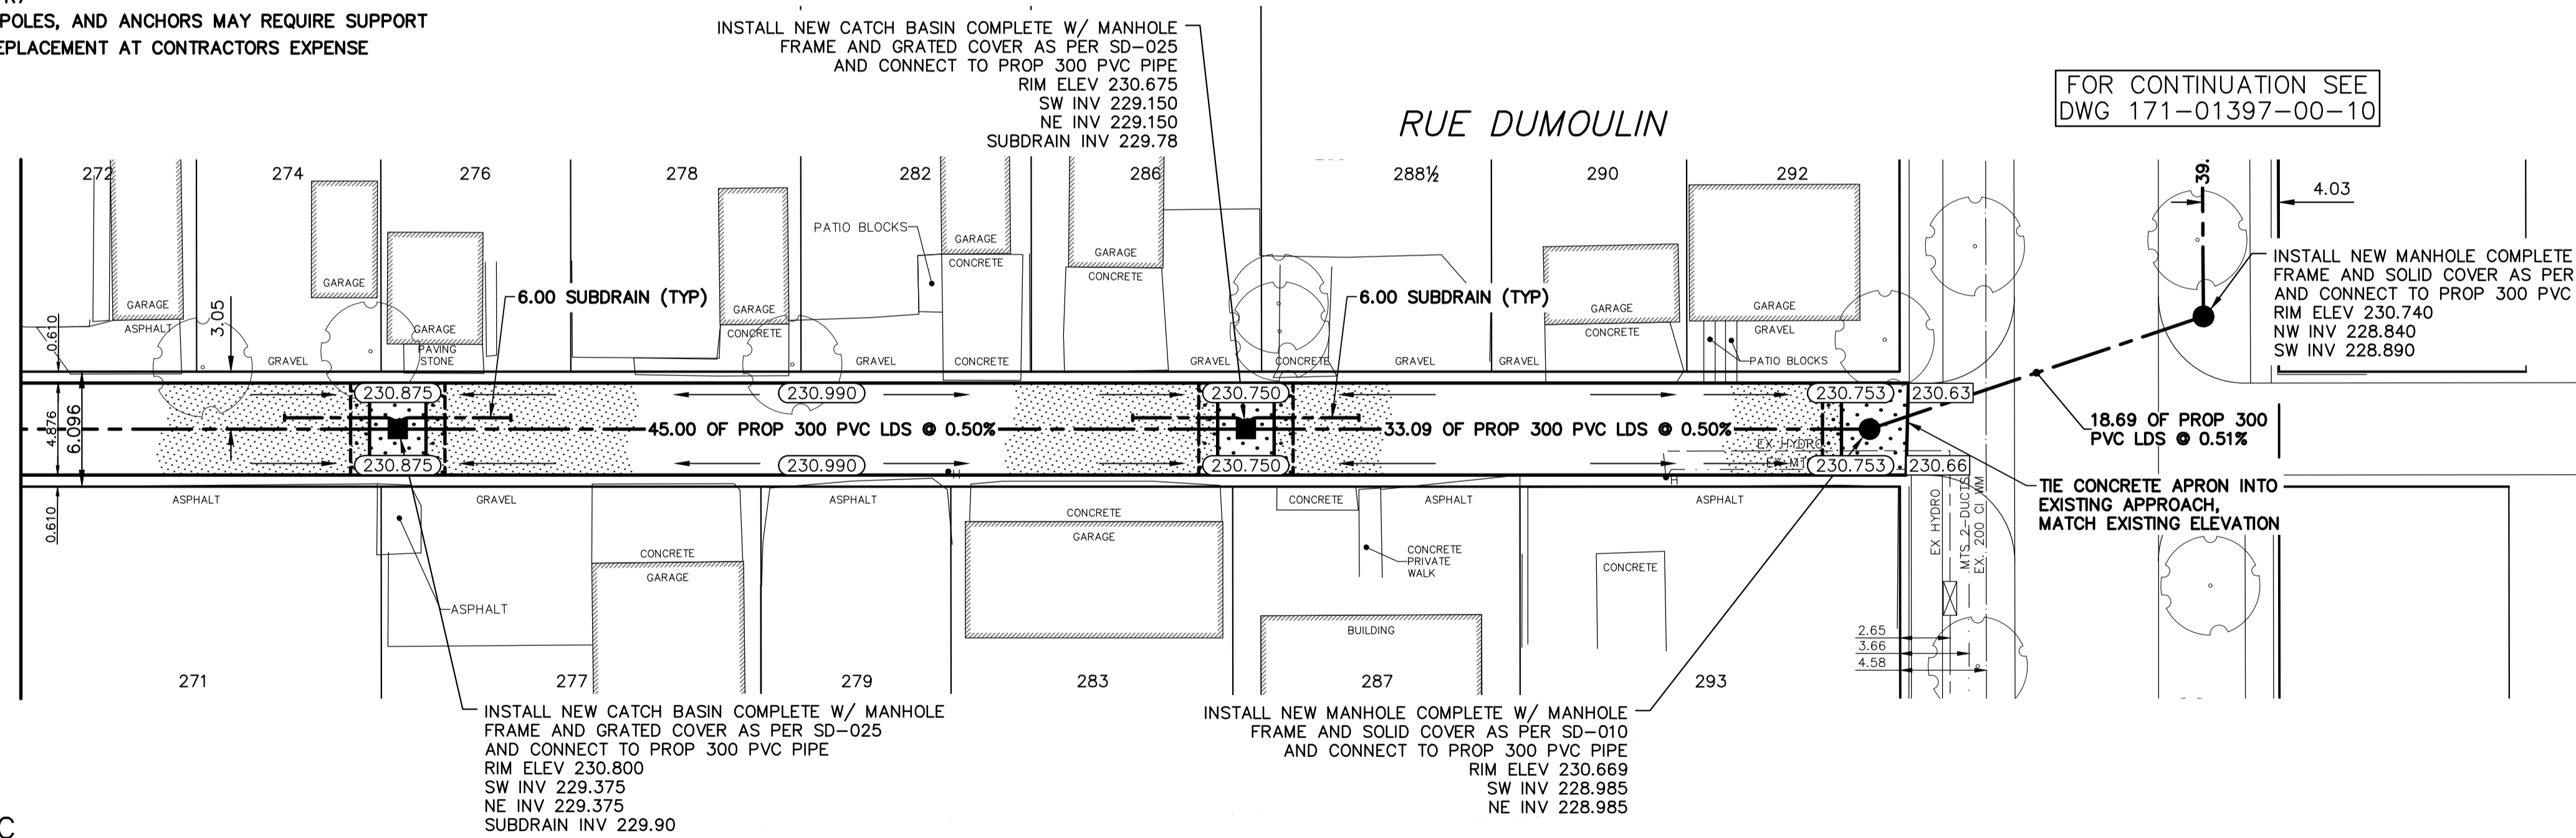 POLES, AND ANCHORS MAY REQUIRE SUPPORT
EPLACEMENT AT CONTRACTORS EXPENSE
INSTALL NEW CATCH BASIN COMPLETE W/ MANHOLE
FRAME AND GRATED COVER AS PER SD-025
AND CONNECT TO PROP 300 PVC PIPE
RIM ELEV 230.675
SW INV 229.150
NE INV 229.150
SUBDRAIN INV 229.78
RUE DUMOULIN
FOR CONTINUATION SEE
DWG 171-01397-00-10
272
274
276
278
282
286
288½
290
292
39.
4.03
PATIO BLOCKS
GARAGE
GARAGE
GARAGE
GARAGE
GARAGE
GARAGE
GARAGE
GARAGE
ASPHALT
GRAVEL
PAVING
STONE
CONCRETE
GRAVEL
CONCRETE
CONCRETE
CONCRETE
GRAVEL
CONCRETE
GRAVEL
GRAVEL
CONCRETE
GRAVEL
PATIO BLOCKS
6.00 SUBDRAIN (TYP)
6.00 SUBDRAIN (TYP)
INSTALL NEW MANHOLE COMPLETE
FRAME AND SOLID COVER AS PER
AND CONNECT TO PROP 300 PVC
RIM ELEV 230.740
NW INV 228.840
SW INV 228.890
0.610
3.05
4.876
6.096
0.610
230.875
230.990
230.750
230.753
230.63
45.00 OF PROP 300 PVC LDS @ 0.50%
33.09 OF PROP 300 PVC LDS @ 0.50%
18.69 OF PROP 300
PVC LDS @ 0.51%
EX HYDRO
EX MT
230.875
230.990
230.750
230.753
230.66
H
H
TIE CONCRETE APRON INTO
EXISTING APPROACH,
MATCH EXISTING ELEVATION
ASPHALT
GRAVEL
ASPHALT
CONCRETE
GARAGE
CONCRETE
ASPHALT
ASPHALT
CONCRETE
GARAGE
CONCRETE
PRIVATE
WALK
CONCRETE
ASPHALT
BUILDING
EX HYDRO
MTS 2-DUCTS
EX. 200 CI WM
2.65
3.66
4.58
271
277
279
283
287
293
INSTALL NEW CATCH BASIN COMPLETE W/ MANHOLE
FRAME AND GRATED COVER AS PER SD-025
AND CONNECT TO PROP 300 PVC PIPE
RIM ELEV 230.800
SW INV 229.375
NE INV 229.375
SUBDRAIN INV 229.90
INSTALL NEW MANHOLE COMPLETE W/ MANHOLE
FRAME AND SOLID COVER AS PER SD-010
AND CONNECT TO PROP 300 PVC PIPE
RIM ELEV 230.669
SW INV 228.985
NE INV 228.985
C